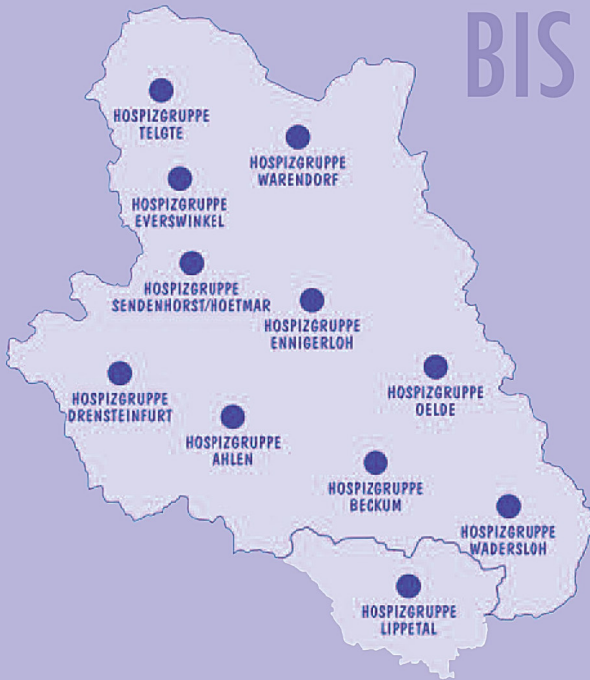 BIS
HOSPIZGRUPPE
TELGTE
HOSPIZGRUPPE
WARENDORF
HOSPIZGRUPPE
EVERSWINKEL
HOSPIZGRUPPE
SENDENHORST/HOETMAR
HOSPIZGRUPPE
ENNIGERLOH
HOSPIZGRUPPE
OELDE
HOSPIZGRUPPE
DRENSTEINFURT
HOSPIZGRUPPE
AHLEN
HOSPIZGRUPPE
BECKUM
HOSPIZGRUPPE
WADERSLOH
HOSPIZGRUPPE
LIPPETAL